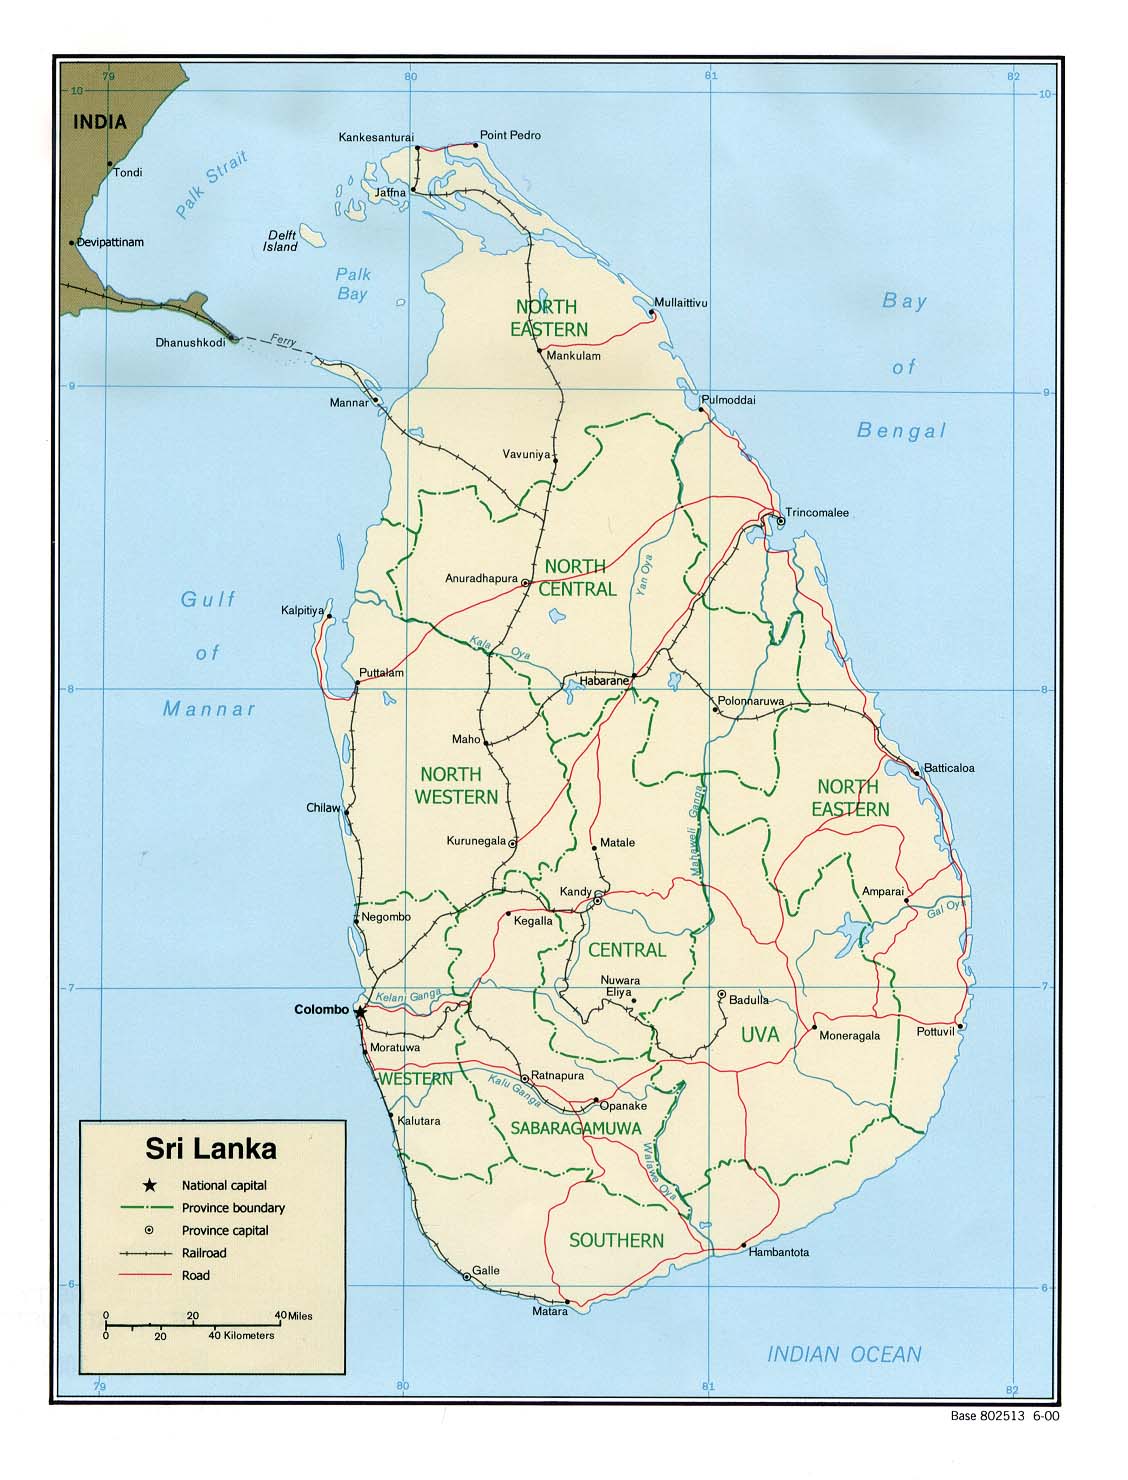 79
80
81
82
10
10
INDIA
Tondi
Palk Strait
Kankesanturai
Point Pedro
Jaffna
Devipattinam
Delft
Island
Palk
Bay
Dhanushkodi
Ferry
Mannar
NORTH
EASTERN
Mullaittivu
Mankulam
Bay
of
Bengal
9
9
Pulmoddai
Vavuniya
Trincomalee
Anuradhapura
NORTH
CENTRAL
Yan Oya
Gulf
of
Mannar
Kalpitiya
Kala Oya
Puttalam
Habarane
8
8
Polonnaruwa
Maho
NORTH
WESTERN
Batticaloa
NORTH
EASTERN
Chilaw
Mahaweli Ganga
Kurunegala
Matale
Kandy
Amparai
Gal Oya
Negombo
Kegalla
CENTRAL
7
7
Nuwara
Eliya
Badulla
Kelani Ganga
Colombo
UVA
Moneragala
Pottuvil
Moratuwa
WESTERN
Kalu Ganga
Ratnapura
Opanake
Kalutara
SABARAGAMUWA
Walawe Oya
SOUTHERN
Hambantota
Galle
Matara
6
6
INDIAN OCEAN
Sri Lanka
National capital
Province boundary
Province capital
Railroad
Road
0 20 40 Miles
0 20 40 Kilometers
79
80
81
82
Base 802513 6-00